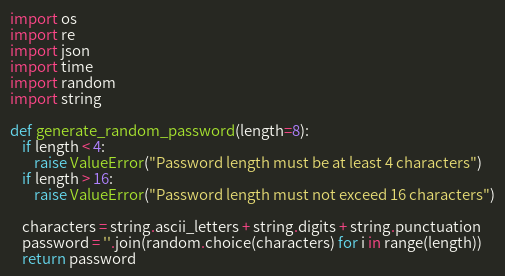 import os
import re
import json
import time
import random
import string

def generate_random_password(length=8):
    if length < 4:
        raise ValueError("Password length must be at least 4 characters")
    if length > 16:
        raise ValueError("Password length must not exceed 16 characters")

    characters = string.ascii_letters + string.digits + string.punctuation
    password = ''.join(random.choice(characters) for i in range(length))
    return password